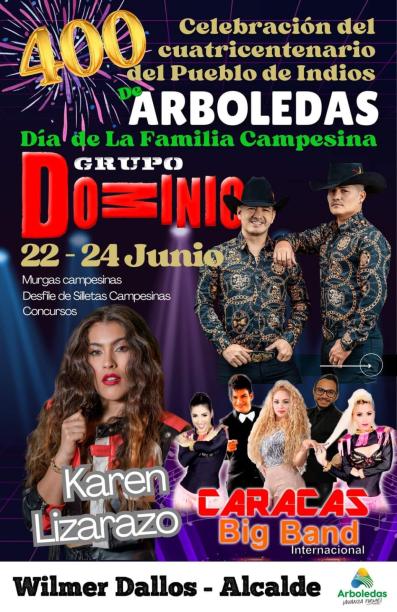 400
Celebración del
cuatricentenario
del Pueblo de Indios
De
ARBOLEDAS
Día de La Familia Campesina
GRUPO
DOMINIO
22 - 24 Junio
Murgas campesinas
Desfile de Silletas Campesinas
Concursos
Karen
Lizarazo
CARACAS
Big Band
Internacional
Wilmer Dallos - Alcalde
Arboledas